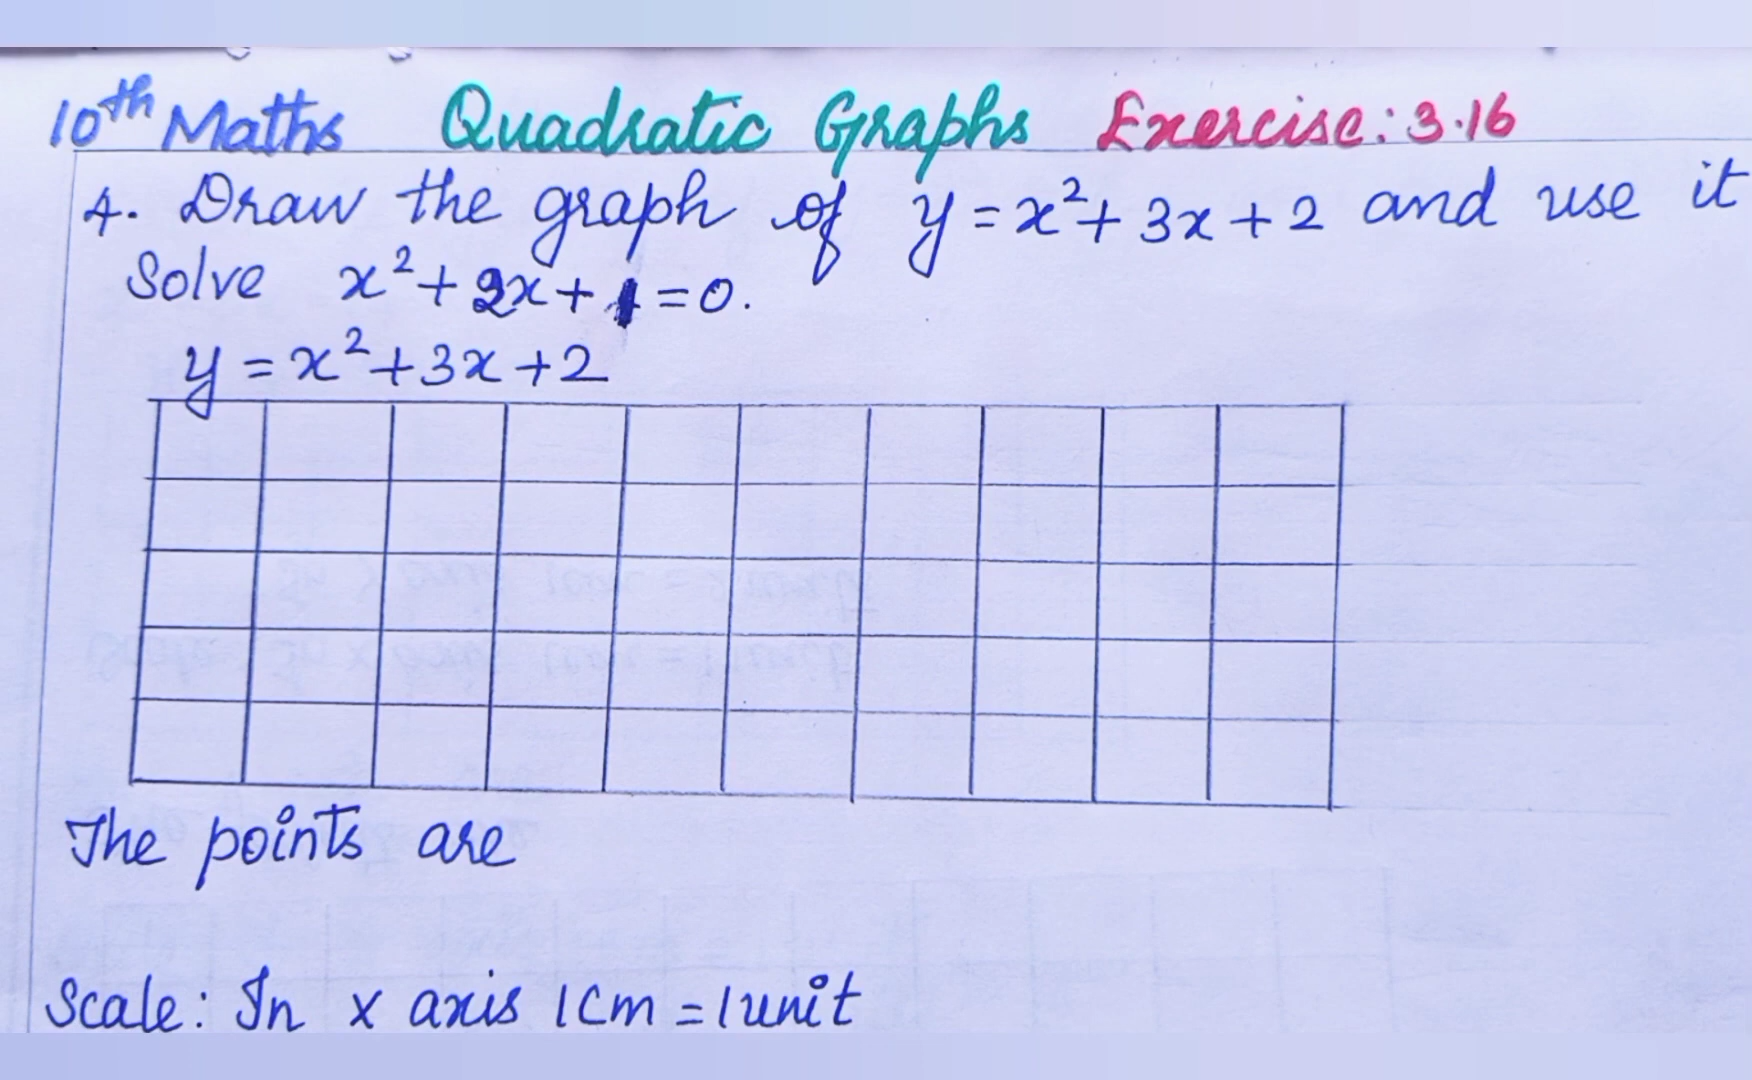 10th Maths Quadratic Graphs Exercise: 3.16
4. Draw the graph of y = x² + 3x + 2 and use it
Solve x² + 2x + 1 = 0.
y = x² + 3x + 2
The points are
Scale: In x axis 1cm = 1unit